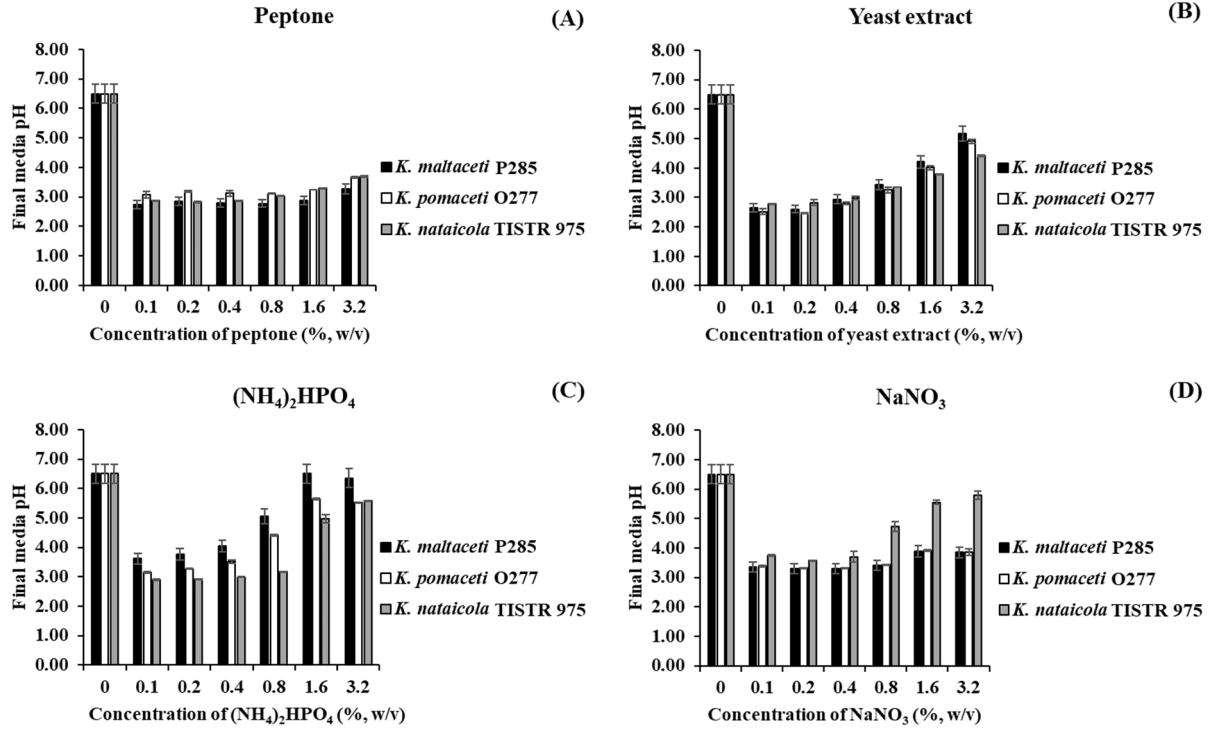 Peptone
(A)
8.00
7.00
6.00
5.00
4.00
3.00
2.00
1.00
0.00
Final media pH
0 0.1 0.2 0.4 0.8 1.6 3.2
Concentration of peptone (%, w/v)
K. maltaceti P285
K. pomaceti O277
K. nataicola TISTR 975
Yeast extract
(B)
8.00
7.00
6.00
5.00
4.00
3.00
2.00
1.00
0.00
Final media pH
0 0.1 0.2 0.4 0.8 1.6 3.2
Concentration of yeast extract (%, w/v)
K. maltaceti P285
K. pomaceti O277
K. nataicola TISTR 975
(NH₄)₂HPO₄
(C)
8.00
7.00
6.00
5.00
4.00
3.00
2.00
1.00
0.00
Final media pH
0 0.1 0.2 0.4 0.8 1.6 3.2
Concentration of (NH₄)₂HPO₄ (%, w/v)
K. maltaceti P285
K. pomaceti O277
K. nataicola TISTR 975
NaNO₃
(D)
8.00
7.00
6.00
5.00
4.00
3.00
2.00
1.00
0.00
Final media pH
0 0.1 0.2 0.4 0.8 1.6 3.2
Concentration of NaNO₃ (%, w/v)
K. maltaceti P285
K. pomaceti O277
K. nataicola TISTR 975